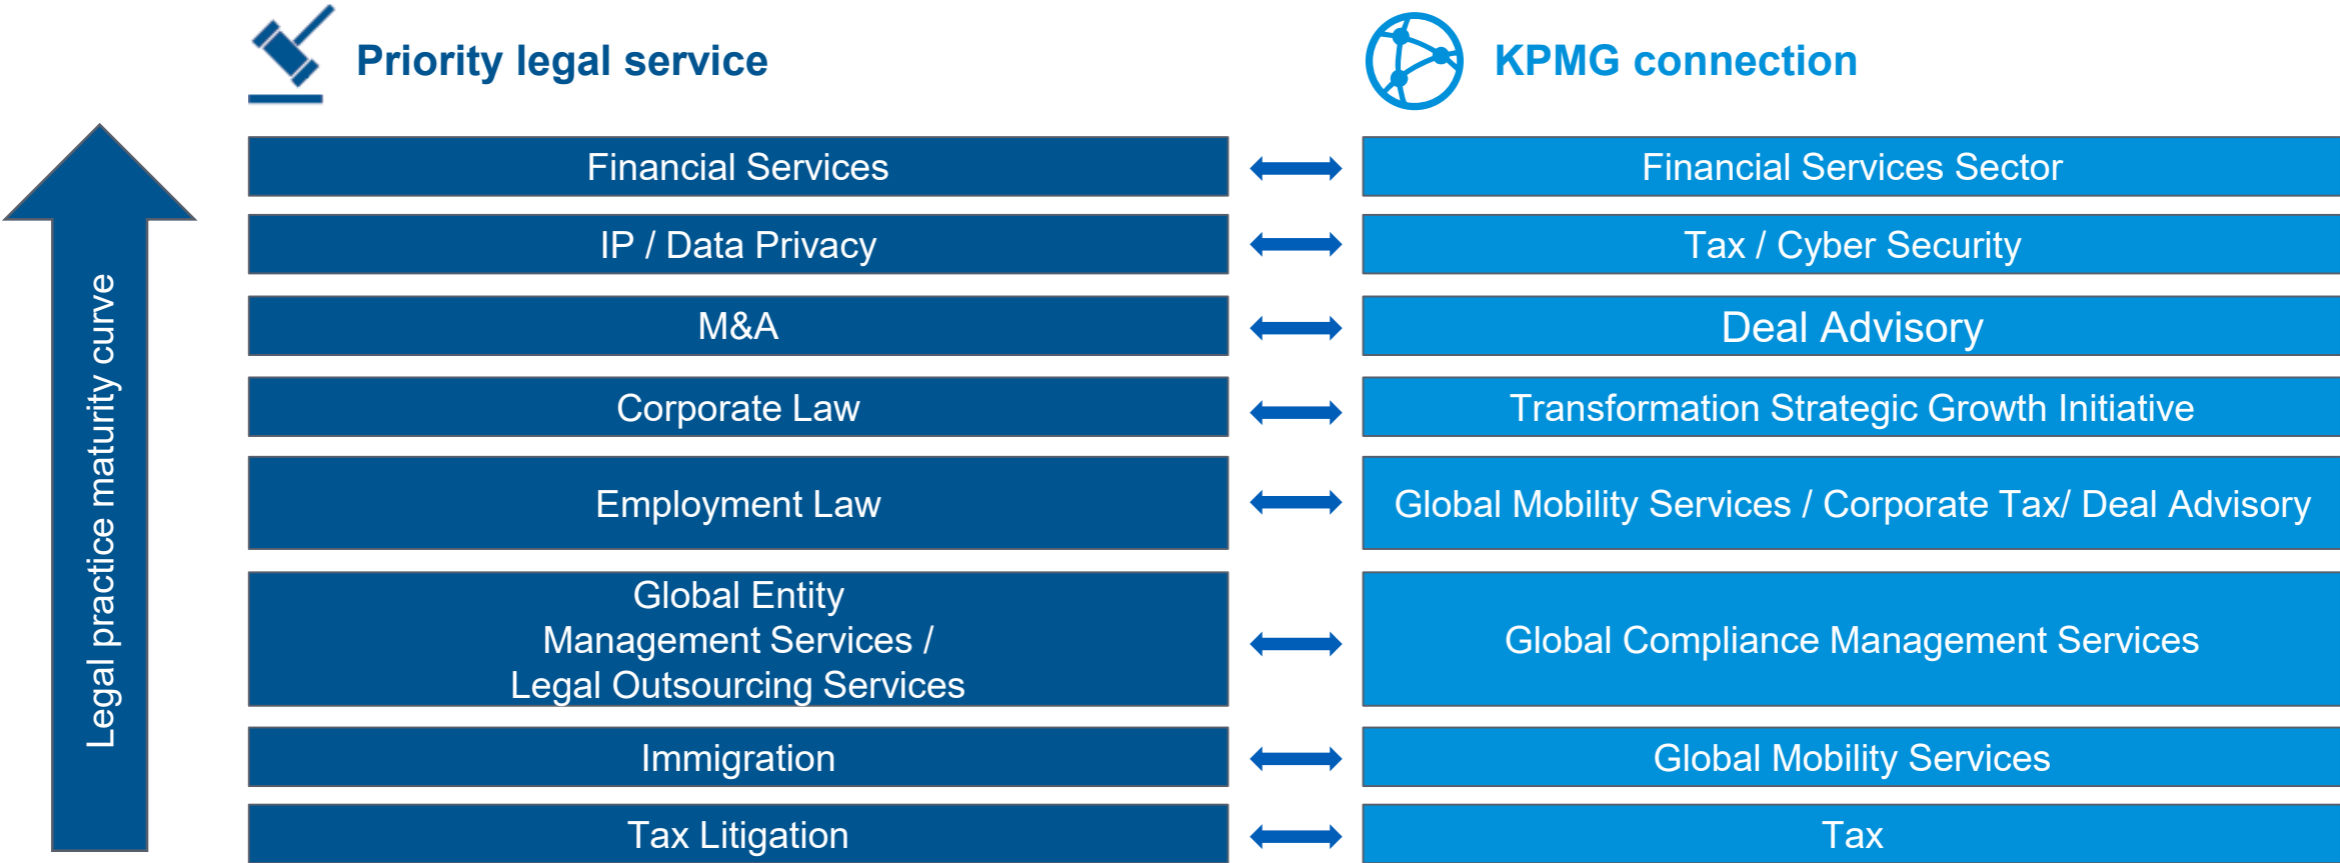 Priority legal service
KPMG connection
Legal practice maturity curve
Financial Services
Financial Services Sector
IP / Data Privacy
Tax / Cyber Security
M&A
Deal Advisory
Corporate Law
Transformation Strategic Growth Initiative
Employment Law
Global Mobility Services / Corporate Tax/ Deal Advisory
Global Entity
Management Services /
Legal Outsourcing Services
Global Compliance Management Services
Immigration
Global Mobility Services
Tax Litigation
Tax